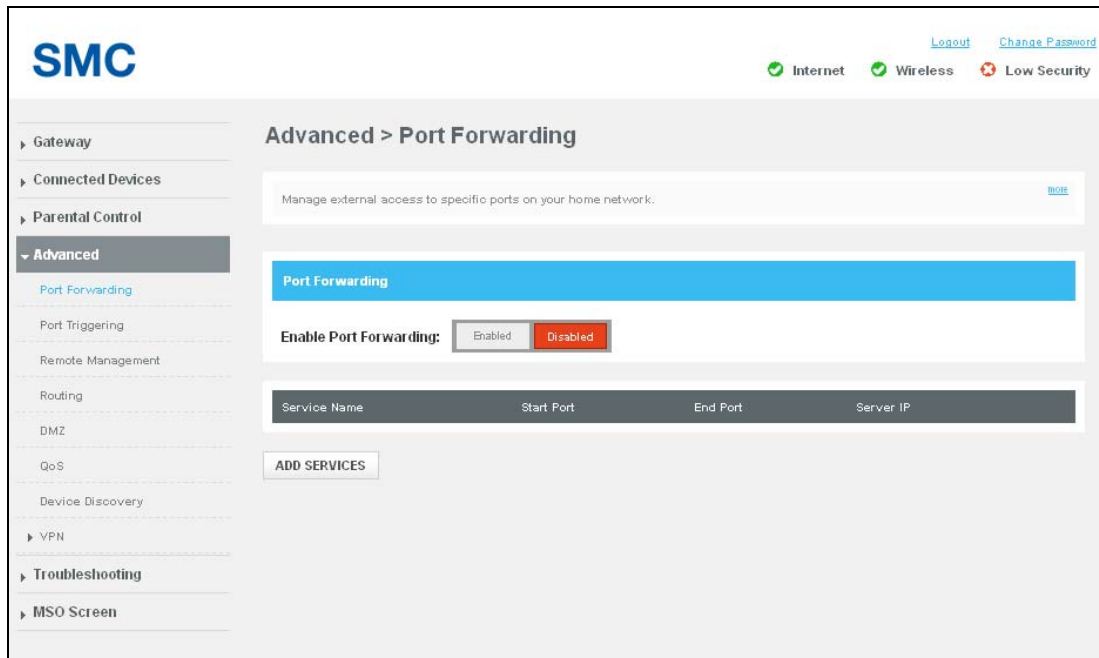 SMC
Logout Change Password
Internet Wireless Low Security
Gateway
Connected Devices
Parental Control
Advanced
Port Forwarding
Port Triggering
Remote Management
Routing
DMZ
QoS
Device Discovery
VPN
Troubleshooting
MSO Screen
Advanced > Port Forwarding
Manage external access to specific ports on your home network. more
Port Forwarding
Enable Port Forwarding: Enabled Disabled
Service Name Start Port End Port Server IP
ADD SERVICES